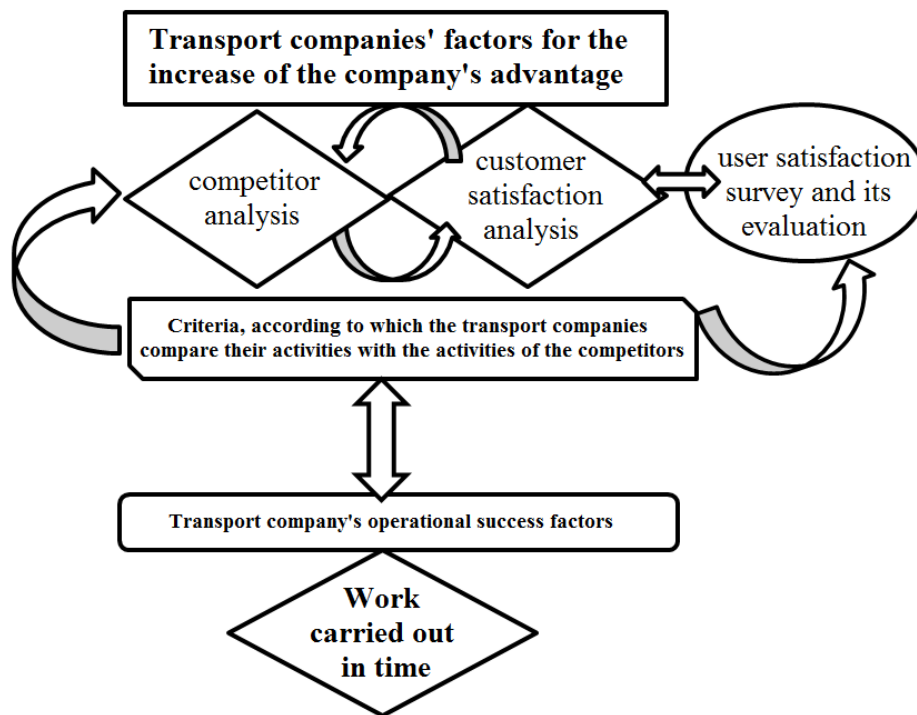 Transport companies' factors for the
increase of the company's advantage
competitor
analysis
customer
satisfaction
analysis
user satisfaction
survey and its
evaluation
Criteria, according to which the transport companies
compare their activities with the activities of the competitors
Transport company's operational success factors
Work
carried out
in time